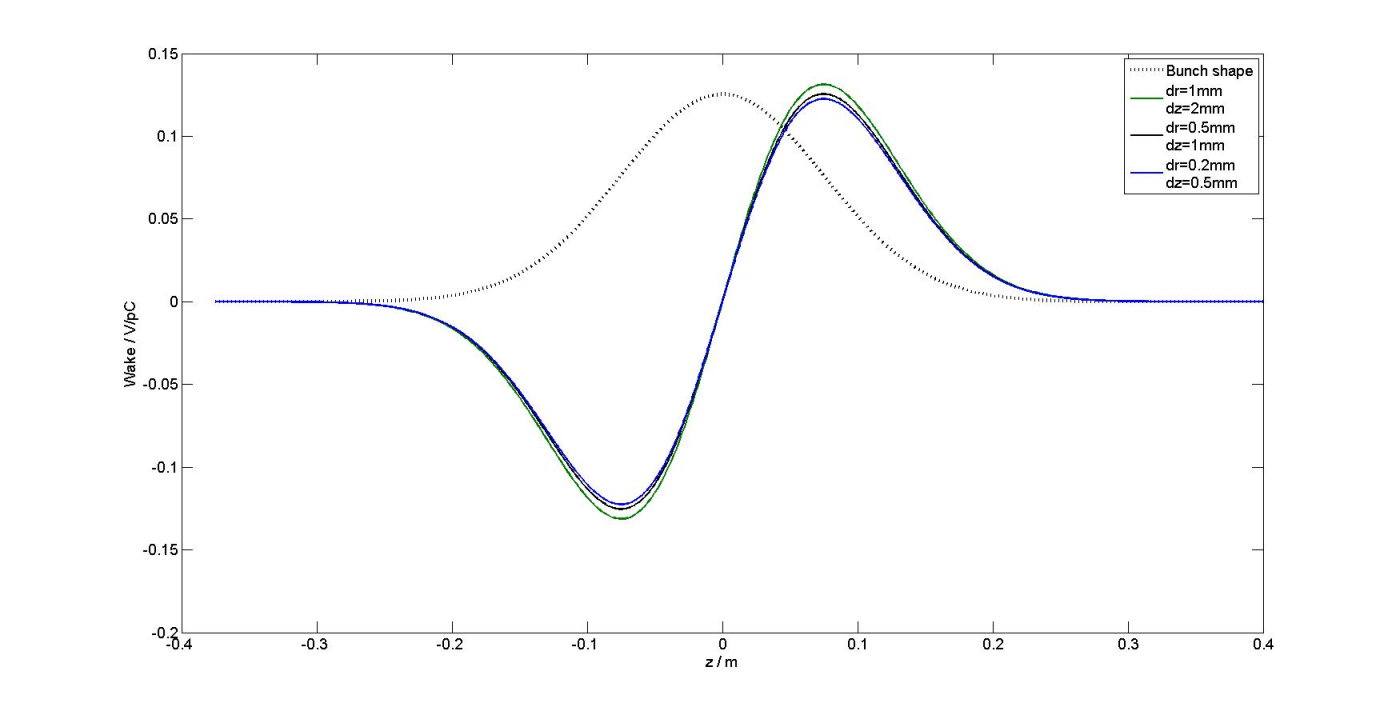 0.15
0.1
0.05
0
-0.05
-0.1
-0.15
-0.2
Wake / V/pC
-0.4
-0.3
-0.2
-0.1
0
0.1
0.2
0.3
0.4
z / m
Bunch shape
dr=1mm
dz=2mm
dr=0.5mm
dz=1mm
dr=0.2mm
dz=0.5mm